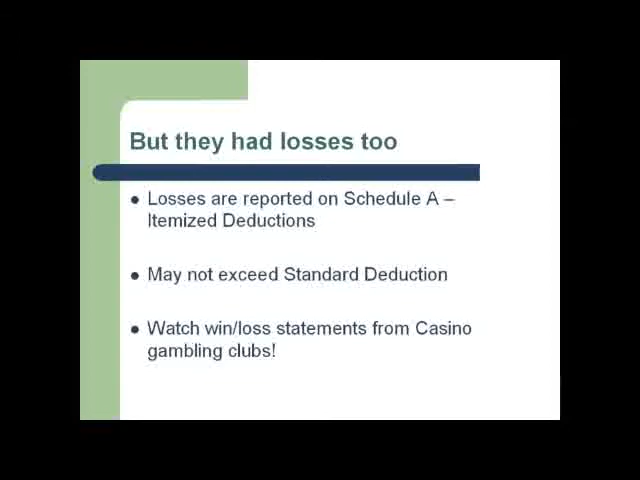 But they had losses too
Losses are reported on Schedule A –
Itemized Deductions
May not exceed Standard Deduction
Watch win/loss statements from Casino
gambling clubs!